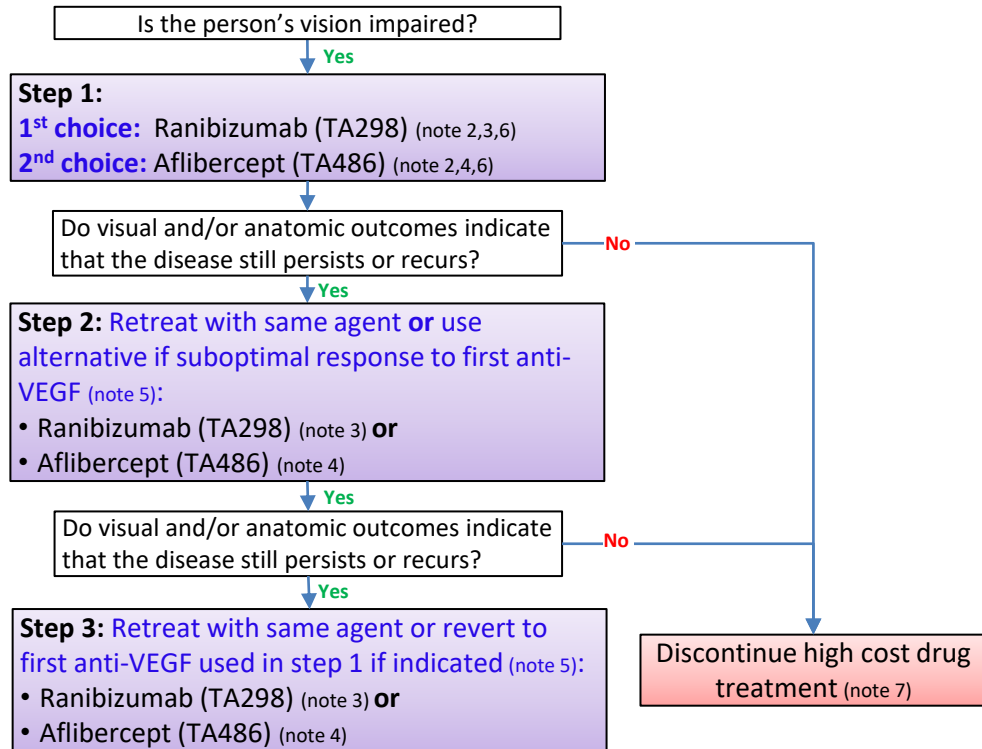 Is the person’s vision impaired?
Yes
Step 1:
1st choice: Ranibizumab (TA298) (note 2,3,6)
2nd choice: Aflibercept (TA486) (note 2,4,6)
Do visual and/or anatomic outcomes indicate
that the disease still persists or recurs?
No
Yes
Step 2: Retreat with same agent or use
alternative if suboptimal response to first anti-
VEGF (note 5):
• Ranibizumab (TA298) (note 3) or
• Aflibercept (TA486) (note 4)
Yes
Do visual and/or anatomic outcomes indicate
that the disease still persists or recurs?
No
Yes
Step 3: Retreat with same agent or revert to
first anti-VEGF used in step 1 if indicated (note 5):
• Ranibizumab (TA298) (note 3) or
• Aflibercept (TA486) (note 4)
Discontinue high cost drug
treatment (note 7)